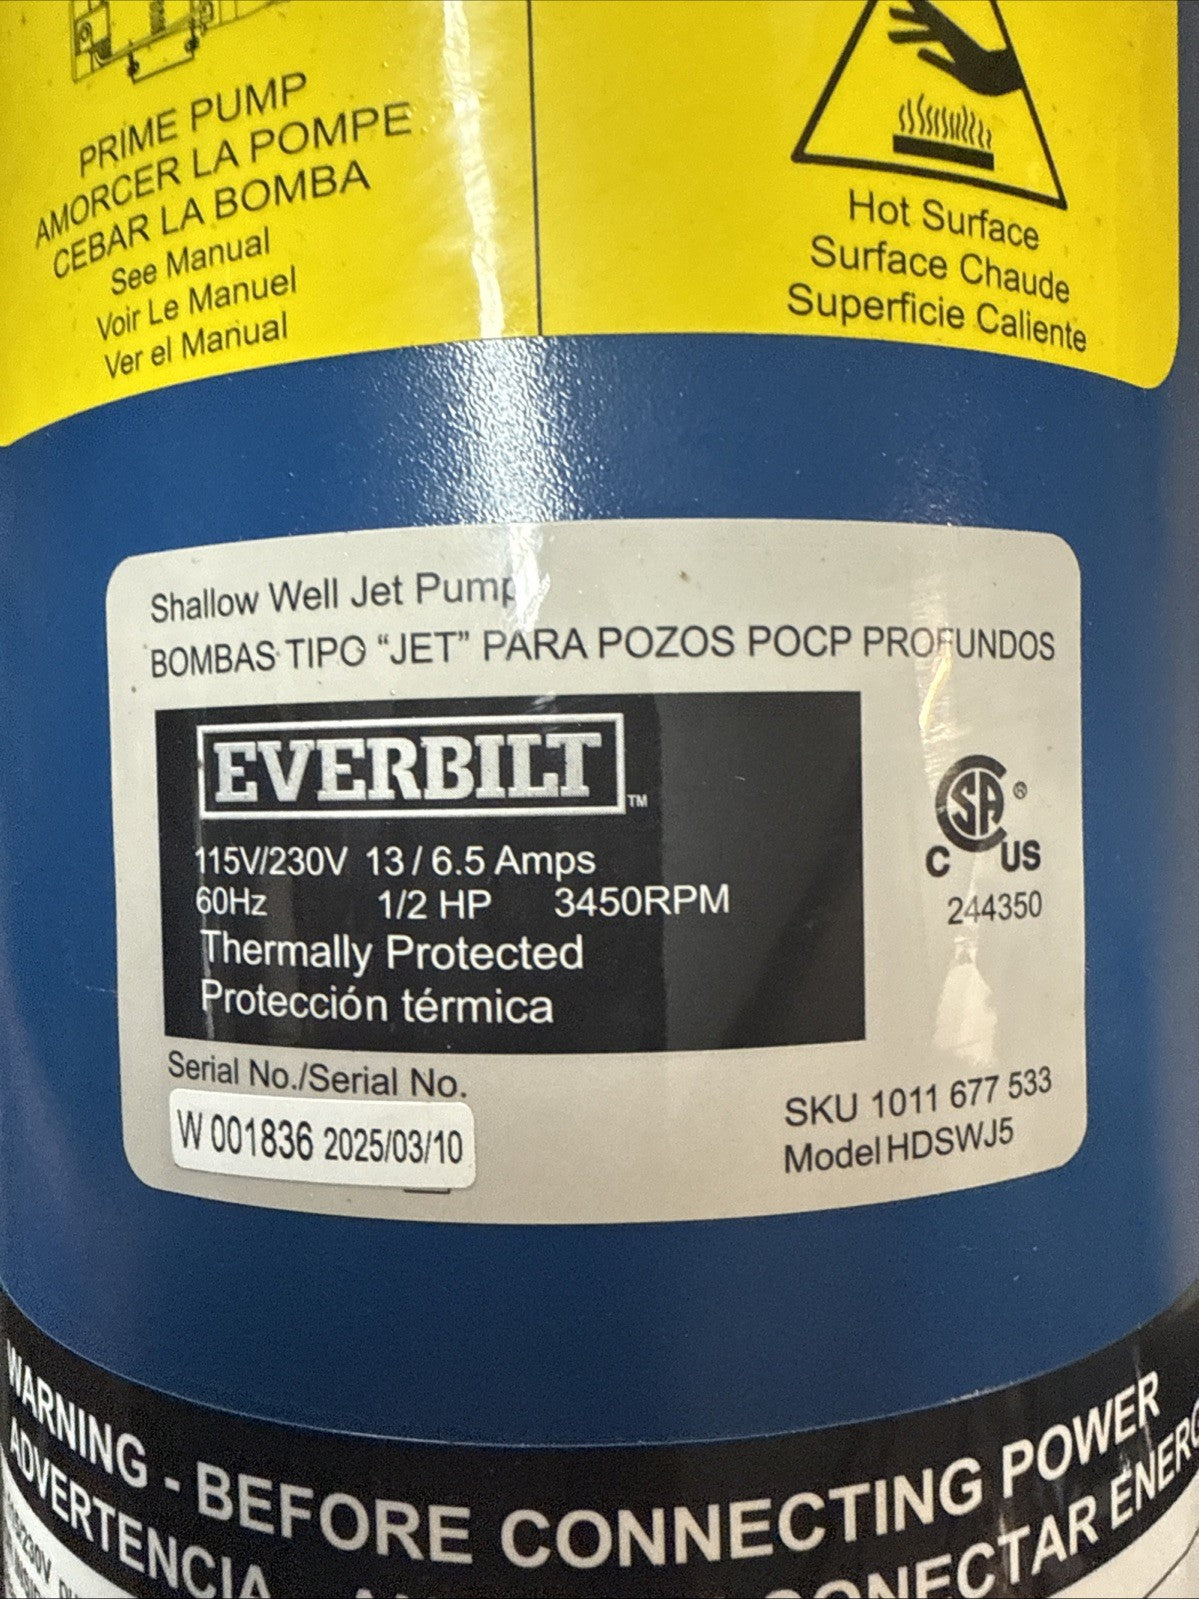 PRIME PUMP
AMORCER LA POMPE
CEBAR LA BOMBA
See Manual
Voir Le Manuel
Ver el Manual
Hot Surface
Surface Chaude
Superficie Caliente
Shallow Well Jet Pump
BOMBAS TIPO “JET” PARA POZOS POCP PROFUNDOS
EVERBILT™
115V/230V 13 / 6.5 Amps
60Hz 1/2 HP 3450RPM
Thermally Protected
Protección térmica
CSA®
C US
244350
Serial No./Serial No.
W 001836 2025/03/10
SKU 1011 677 533
Model HDSWJ5
WARNING - BEFORE CONNECTING POWER
ADVERTENCIA